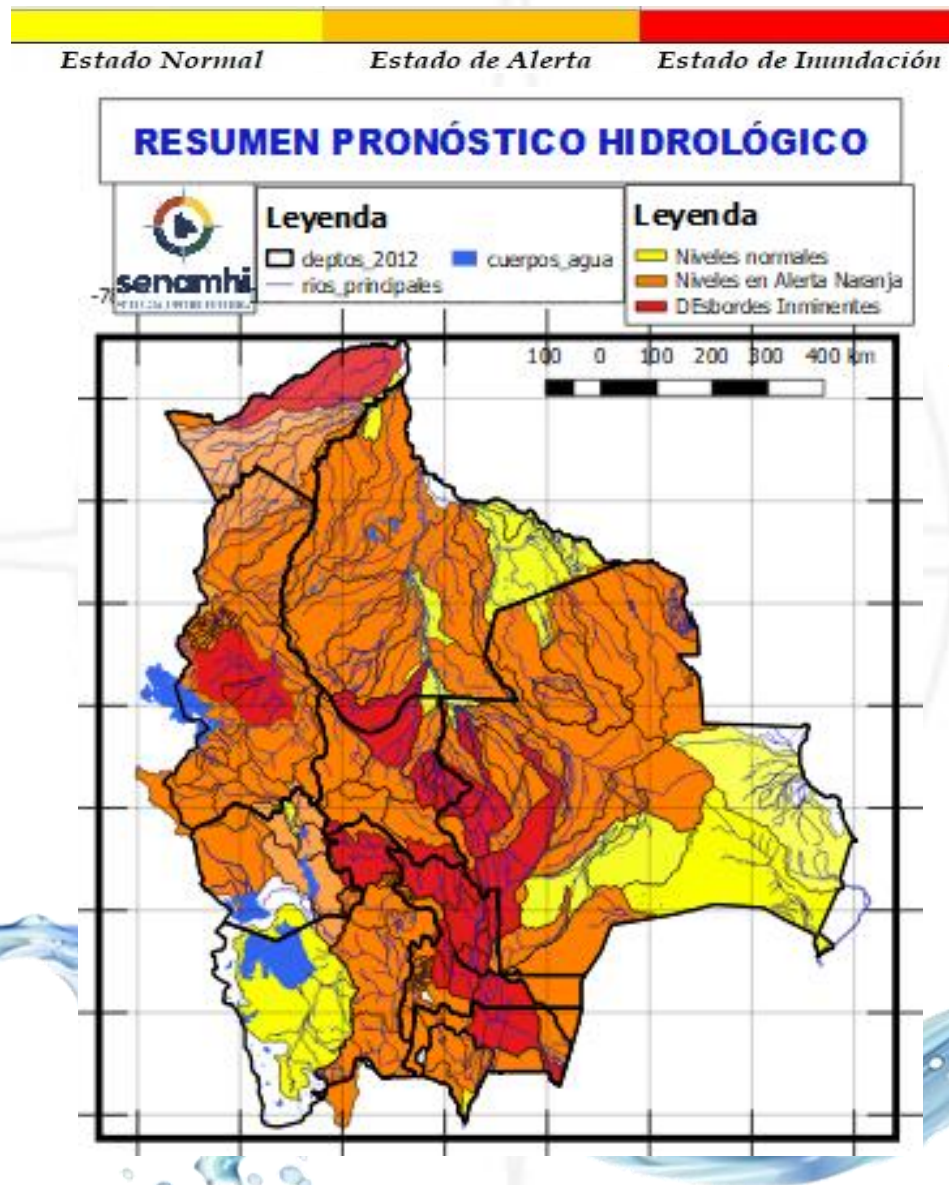 Estado Normal Estado de Alerta Estado de Inundación
RESUMEN PRONÓSTICO HIDROLÓGICO
senamhi
Leyenda
deptos_2012 cuerpos_agua
rios_principales
Leyenda
Niveles normales
Niveles en Alerta Naranja
DEsbordes Inminentes
100 0 100 200 300 400 km